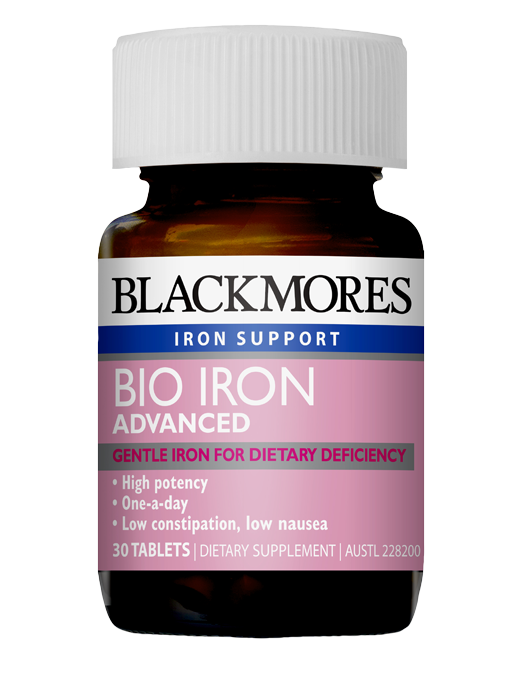 BLACKMORES
IRON SUPPORT
BIO IRON
ADVANCED
GENTLE IRON FOR DIETARY DEFICIENCY
• High potency
• One-a-day
• Low constipation, low nausea
30 TABLETS | DIETARY SUPPLEMENT | AUSTL 228200